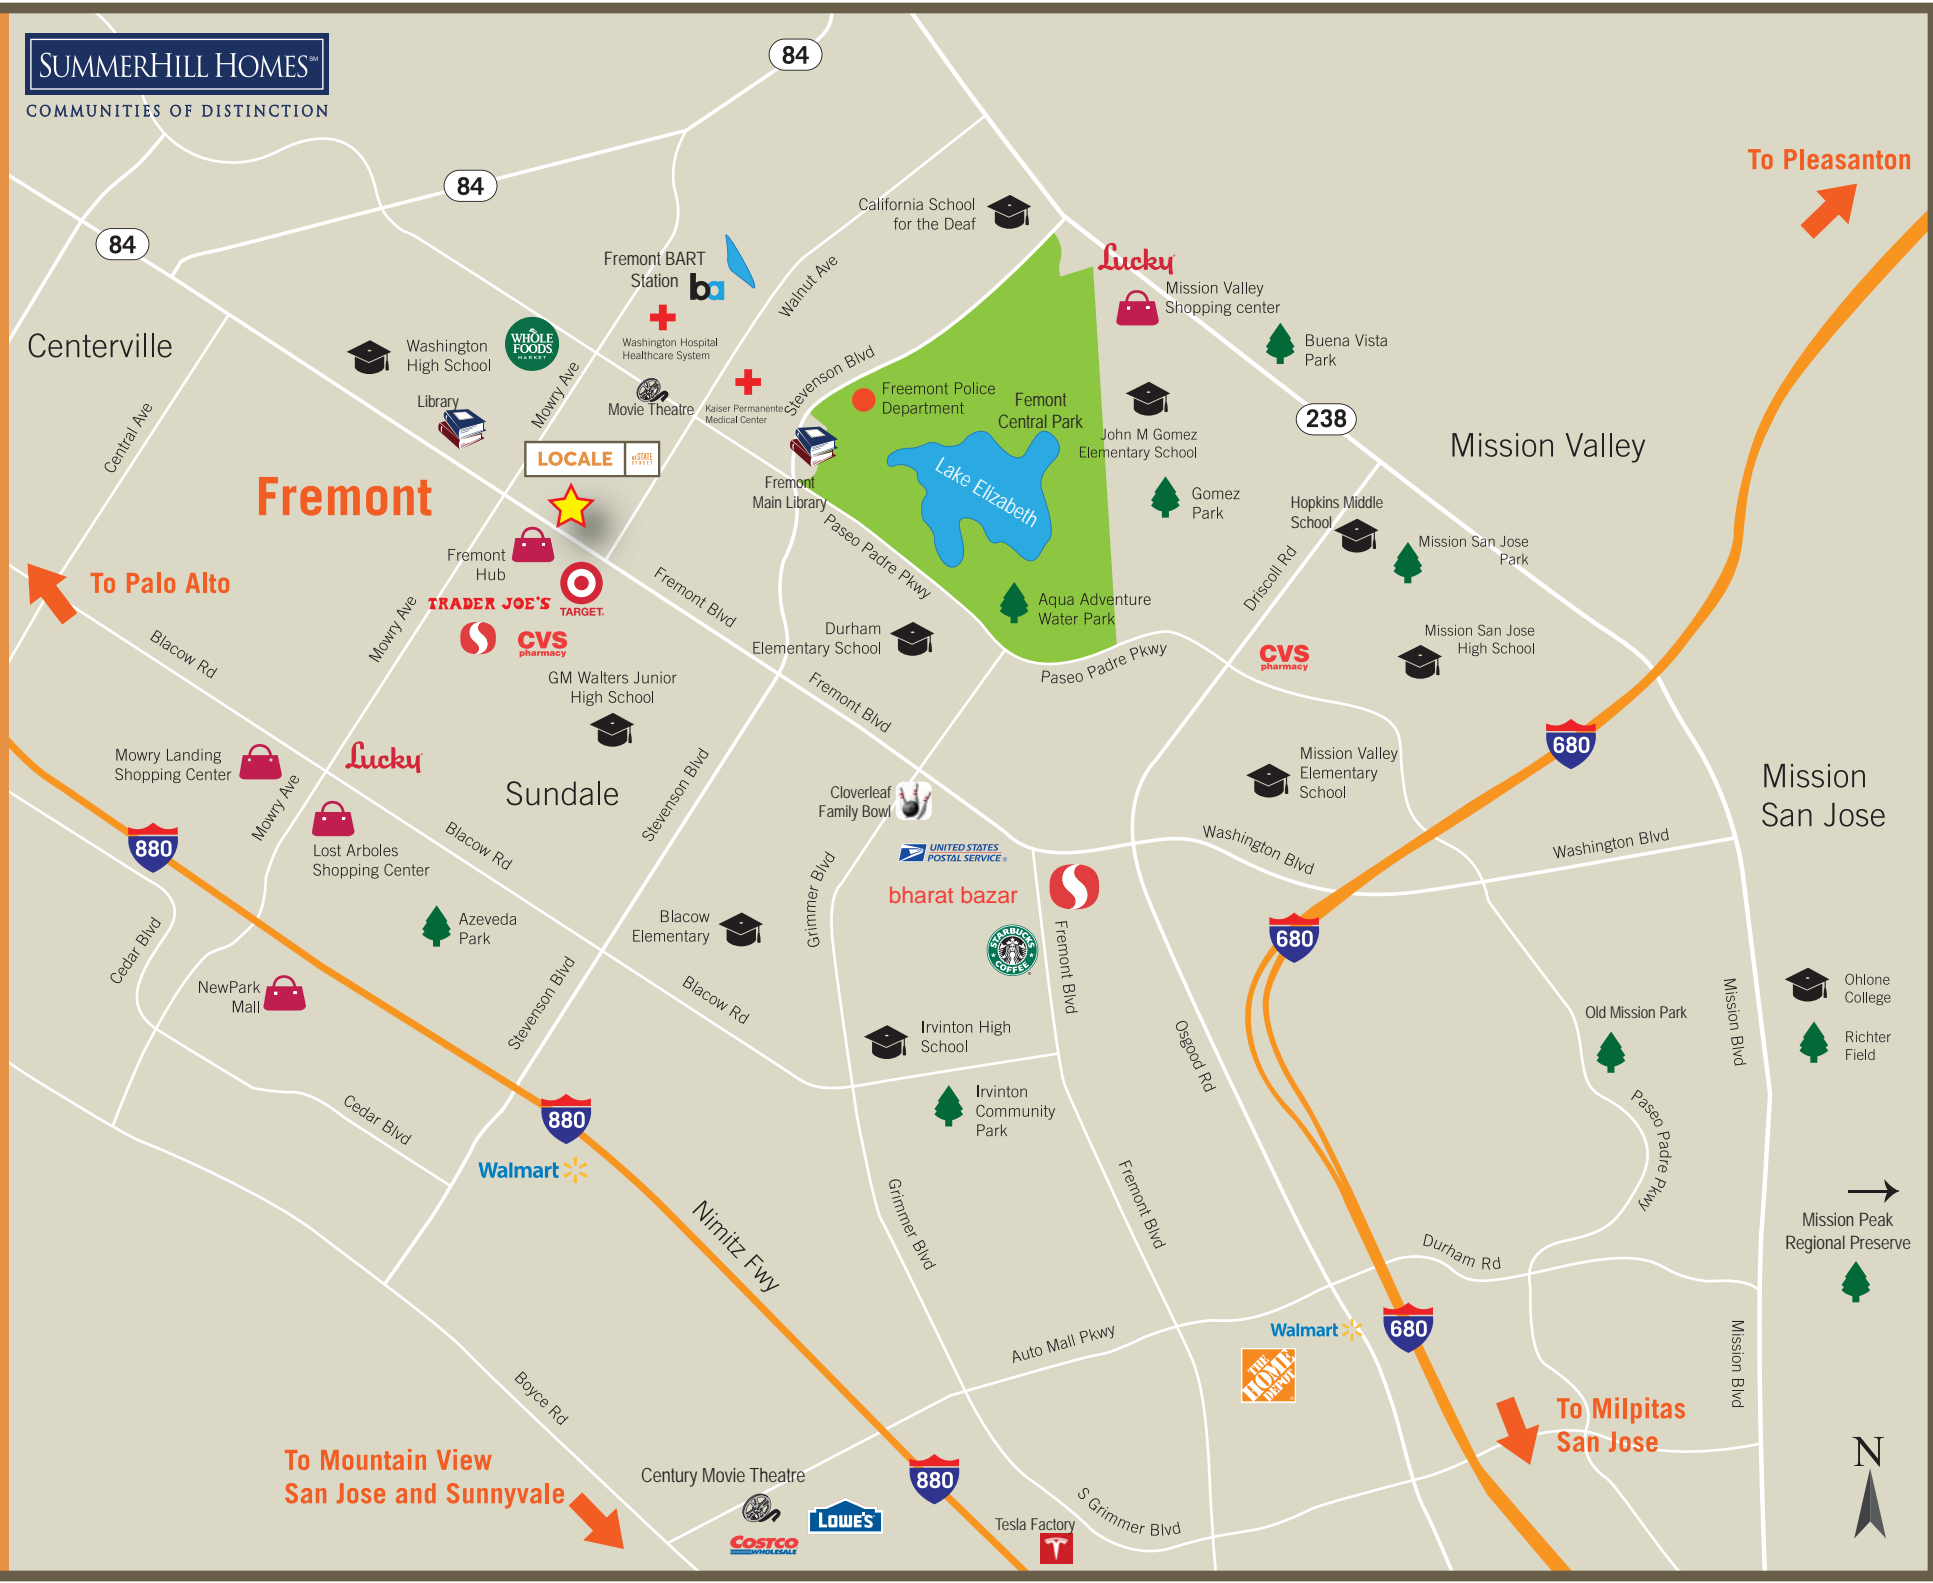 SUMMERHILL HOMES SM
COMMUNITIES OF DISTINCTION
84
84
84
To Pleasanton
California School
for the Deaf
Fremont BART
Station
ba
Walnut Ave
Lucky
Mission Valley
Shopping center
Buena Vista
Park
Centerville
Washington
High School
WHOLE
FOODS
MARKET
Washington Hospital
Healthcare System
Mowry Ave
Movie Theatre
Kaiser Permanente
Medical Center
Stevenson Blvd
Freemont Police
Department
Femont
Central Park
John M Gomez
Elementary School
238
Mission Valley
Library
Central Ave
LOCALE
at STATE
STREET
Fremont
Fremont
Main Library
Lake Elizabeth
Gomez
Park
Hopkins Middle
School
Mission San Jose
Park
Fremont
Hub
To Palo Alto
TRADER JOE'S
TARGET
CVS
pharmacy
Fremont Blvd
Paseo Padre Pkwy
Aqua Adventure
Water Park
Driscoll Rd
Mowry Ave
Blacow Rd
Durham
Elementary School
Paseo Padre Pkwy
CVS
pharmacy
Mission San Jose
High School
GM Walters Junior
High School
Fremont Blvd
680
Mowry Landing
Shopping Center
Lucky
Mowry Ave
Sundale
Stevenson Blvd
Cloverleaf
Family Bowl
Mission Valley
Elementary
School
Mission
San Jose
880
Lost Arboles
Shopping Center
Blacow Rd
UNITED STATES
POSTAL SERVICE
Washington Blvd
Washington Blvd
Grimmer Blvd
bharat bazar
Azeveda
Park
Blacow
Elementary
STARBUCKS
COFFEE
Fremont Blvd
680
Cedar Blvd
NewPark
Mall
Stevenson Blvd
Blacow Rd
Mission Blvd
Ohlone
College
Old Mission Park
Irvinton High
School
Osgood Rd
Richter
Field
Cedar Blvd
880
Irvinton
Community
Park
Paseo Padre Pkwy
Walmart
Nimitz Fwy
Grimmer Blvd
Fremont Blvd
Mission Peak
Regional Preserve
Durham Rd
Auto Mall Pkwy
Walmart
680
THE
HOME
DEPOT
Mission Blvd
Boyce Rd
To Milpitas
San Jose
To Mountain View
San Jose and Sunnyvale
Century Movie Theatre
880
N
LOWE'S
COSTCO
WHOLESALE
Tesla Factory
S Grimmer Blvd